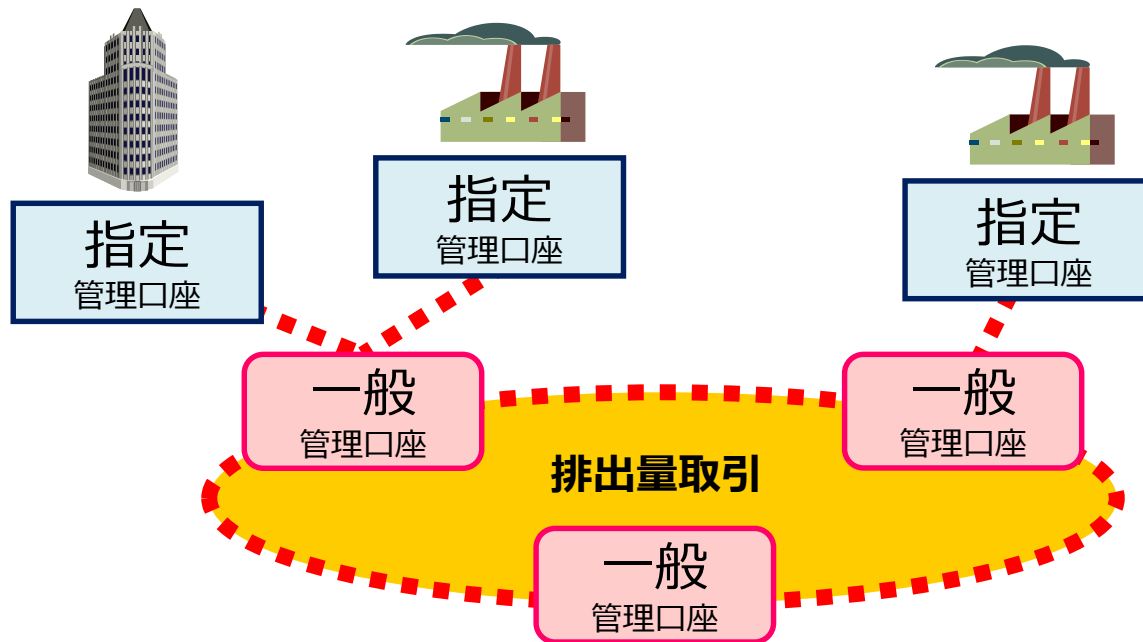 指定
管理口座
指定
管理口座
指定
管理口座
一般
管理口座
一般
管理口座
排出量取引
一般
管理口座